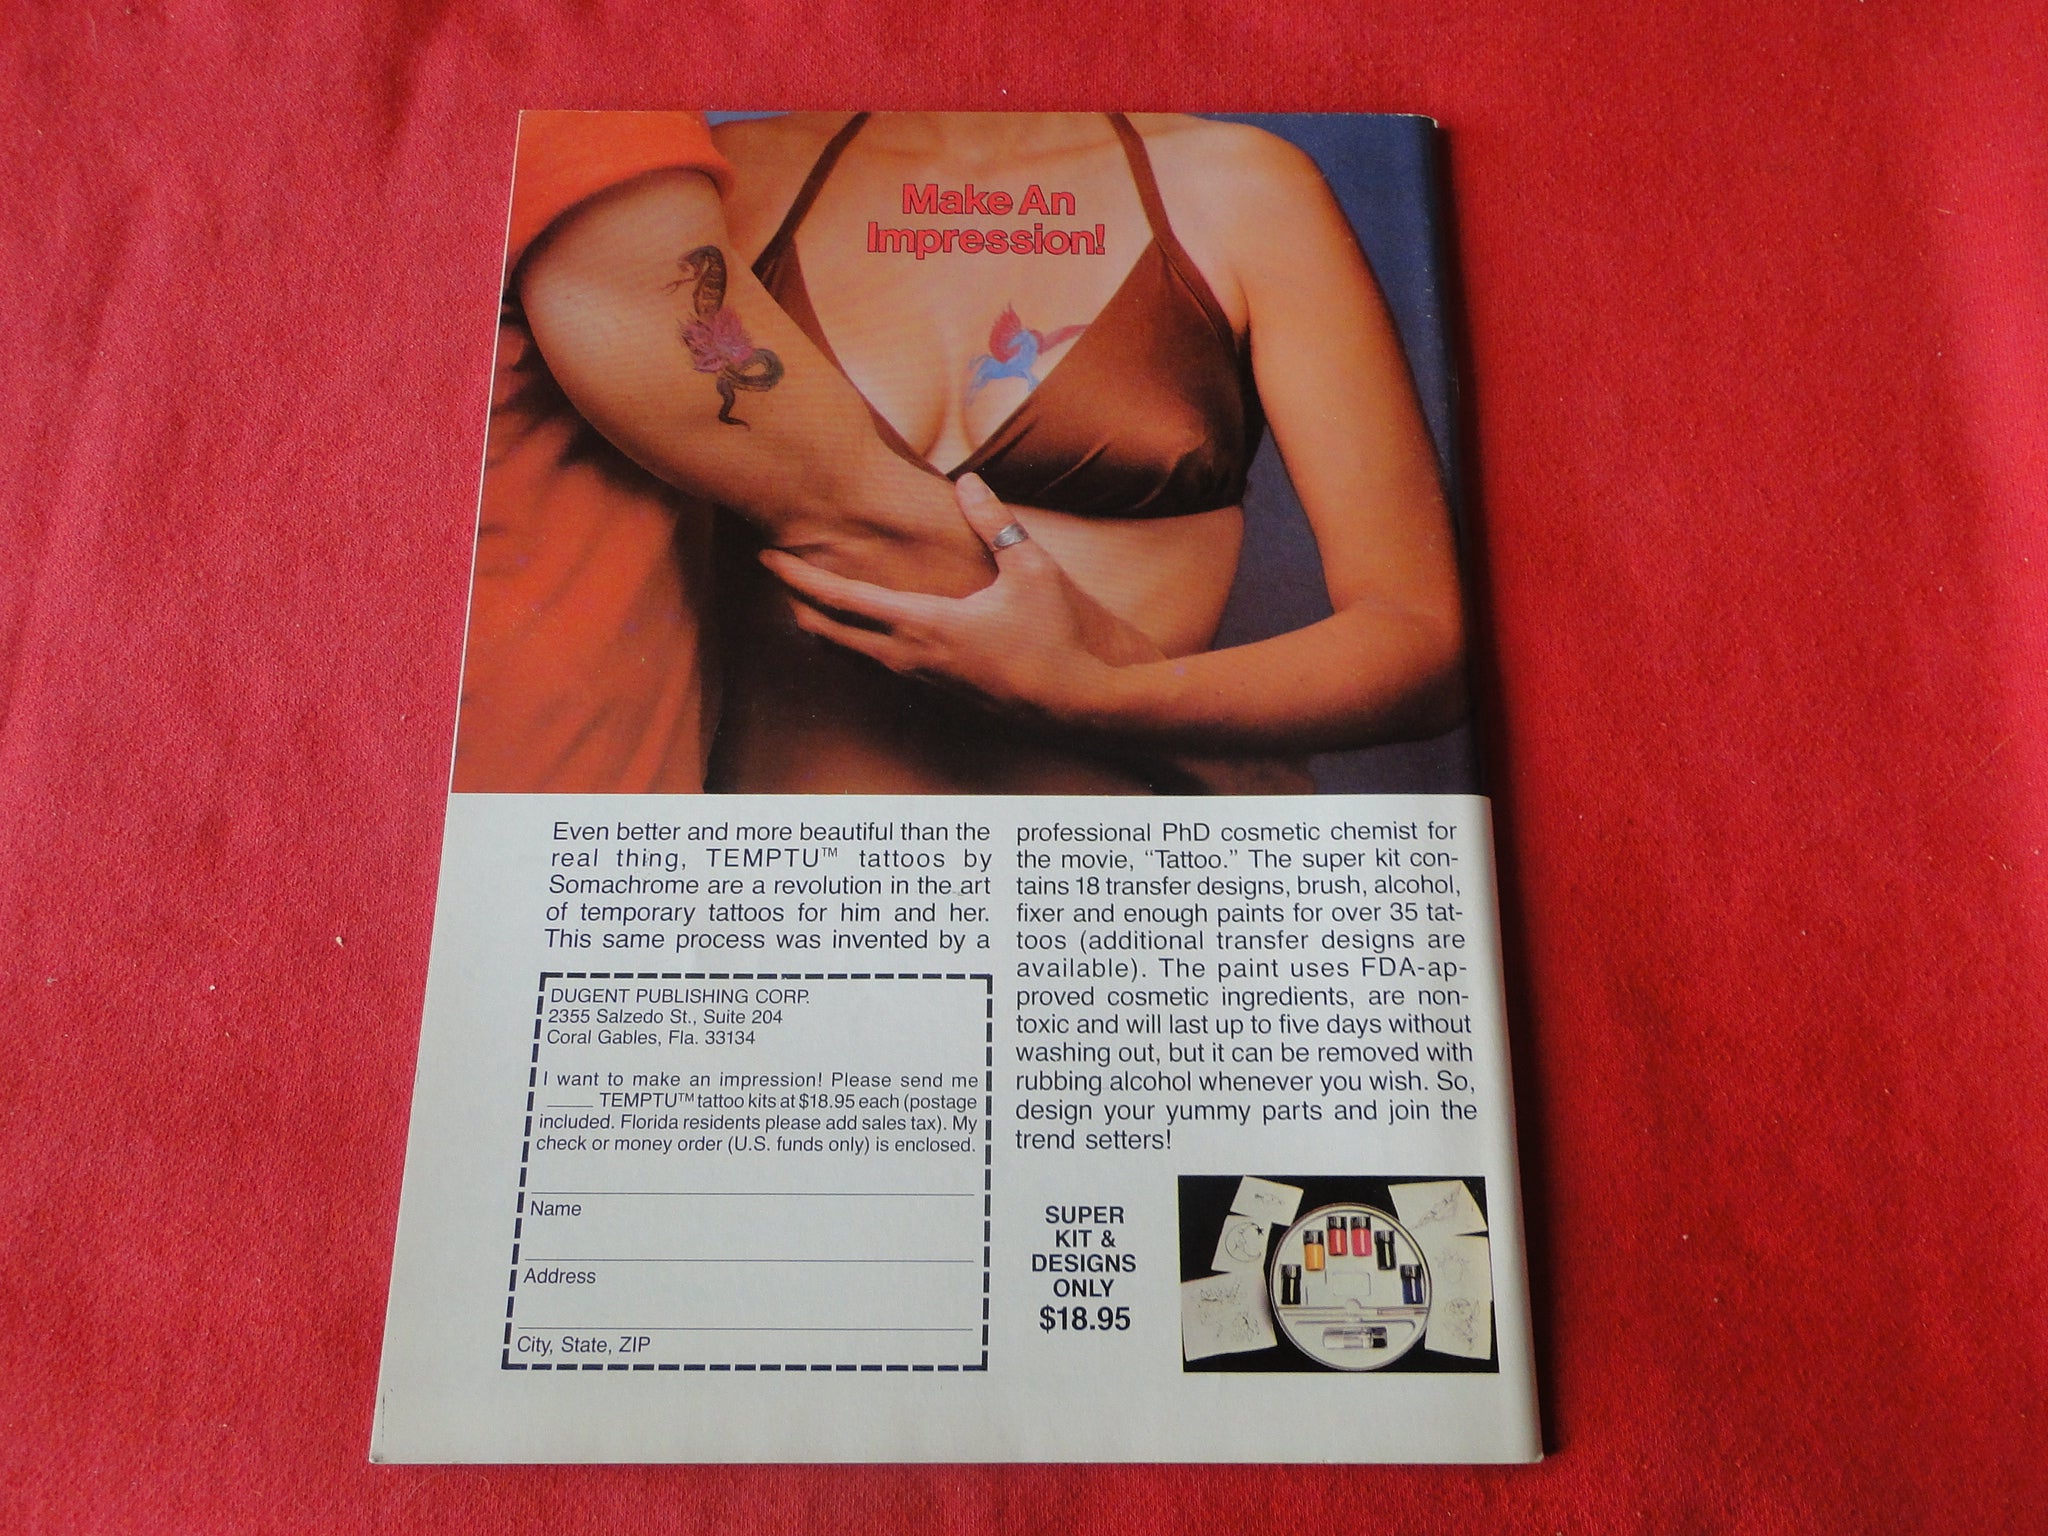 Make An
Impression!
Even better and more beautiful than the
real thing, TEMPTU™ tattoos by
Somachrome are a revolution in the art
of temporary tattoos for him and her.
This same process was invented by a
professional PhD cosmetic chemist for
the movie, “Tattoo.” The super kit con-
tains 18 transfer designs, brush, alcohol,
fixer and enough paints for over 35 tat-
toos (additional transfer designs are
available). The paint uses FDA-ap-
proved cosmetic ingredients, are non-
toxic and will last up to five days without
washing out, but it can be removed with
rubbing alcohol whenever you wish. So,
design your yummy parts and join the
trend setters!
DUGENT PUBLISHING CORP.
2355 Salzedo St., Suite 204
Coral Gables, Fla. 33134
I want to make an impression! Please send me
____ TEMPTU™ tattoo kits at $18.95 each (postage
included. Florida residents please add sales tax). My
check or money order (U.S. funds only) is enclosed.
Name
Address
City, State, ZIP
SUPER
KIT &
DESIGNS
ONLY
$18.95